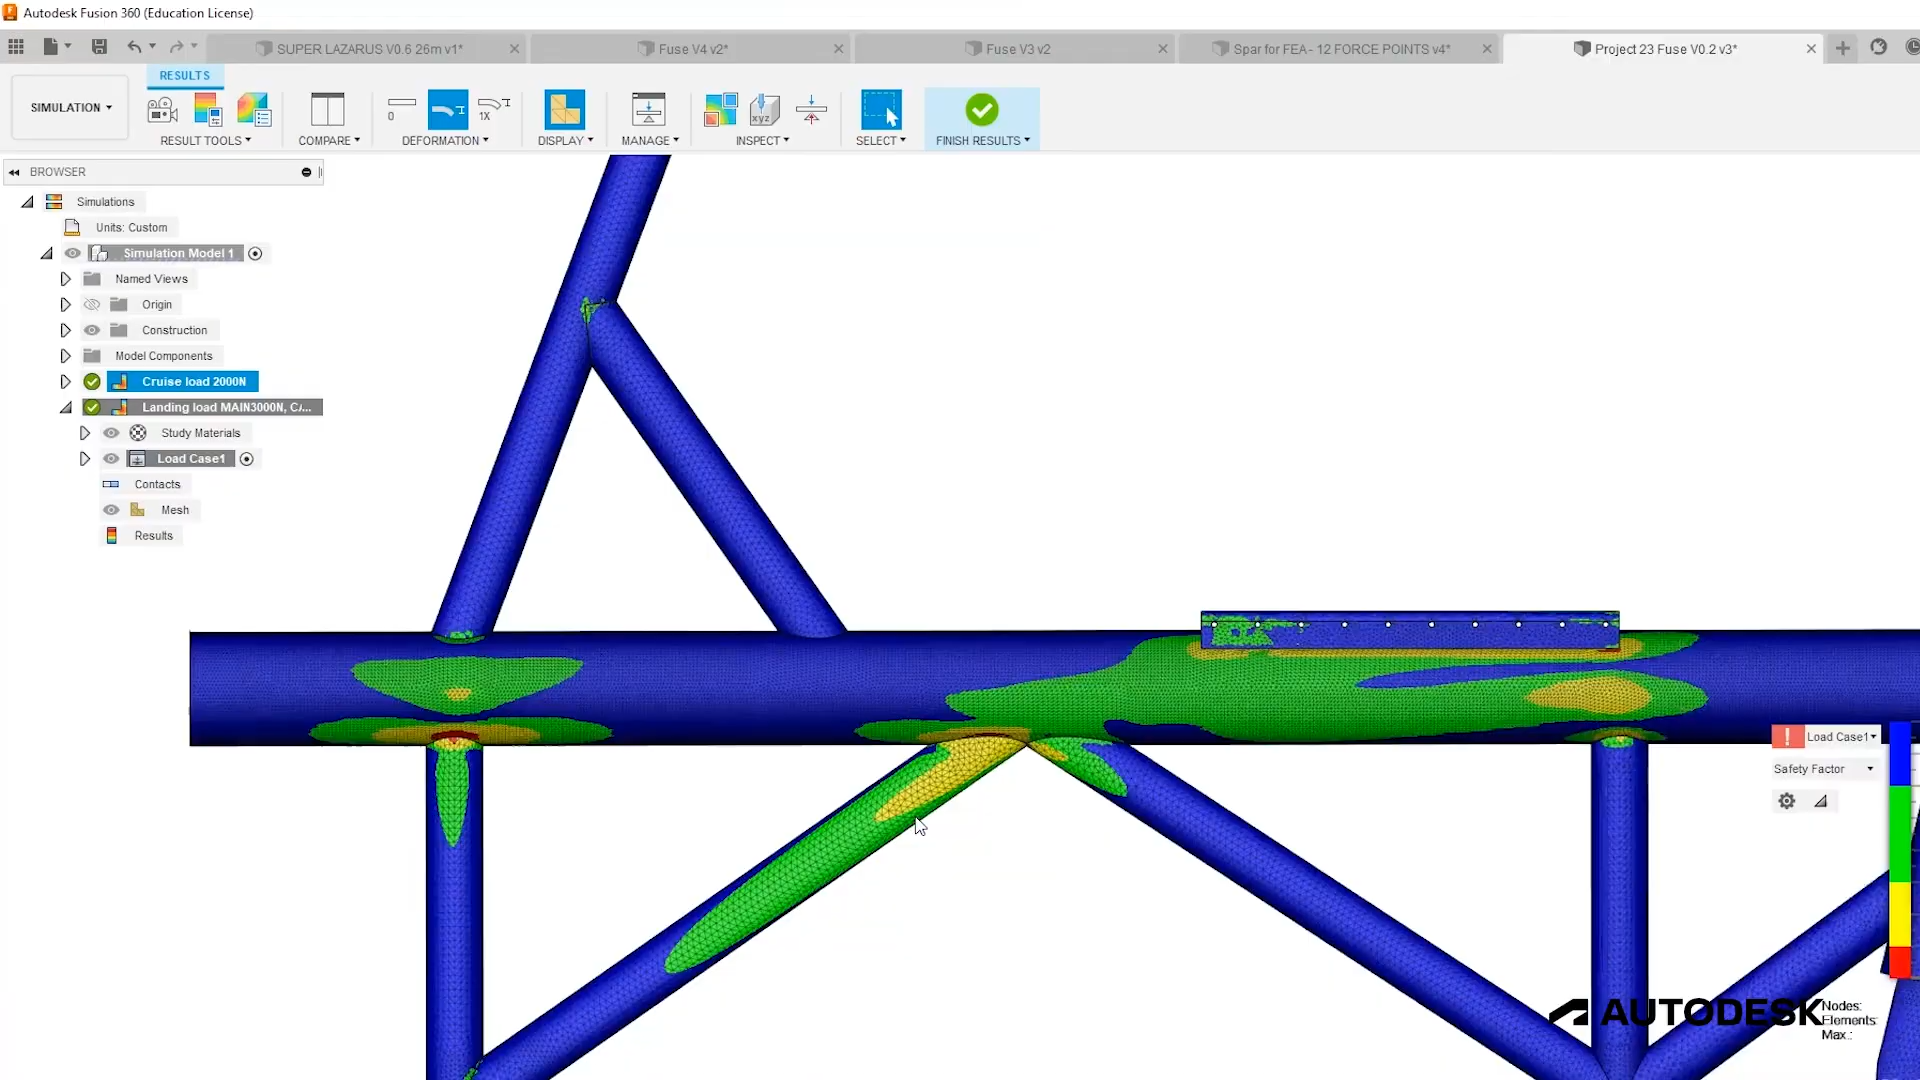 Autodesk Fusion 360 (Education License)
SUPER LAZARUS V0.6 26m v1*
Fuse V4 v2*
Fuse V3 v2
Spar for FEA- 12 FORCE POINTS v4*
Project 23 Fuse V0.2 v3*
RESULTS
SIMULATION
0
1X
xyz
RESULT TOOLS
COMPARE
DEFORMATION
DISPLAY
MANAGE
INSPECT
SELECT
FINISH RESULTS
BROWSER
Simulations
Units: Custom
Simulation Model 1
Named Views
Origin
Construction
Model Components
Cruise load 2000N
Landing load MAIN3000N, C/...
Study Materials
Load Case1
Contacts
Mesh
Results
Load Case1
Safety Factor
AUTODESK
Nodes:
Elements:
Max.: